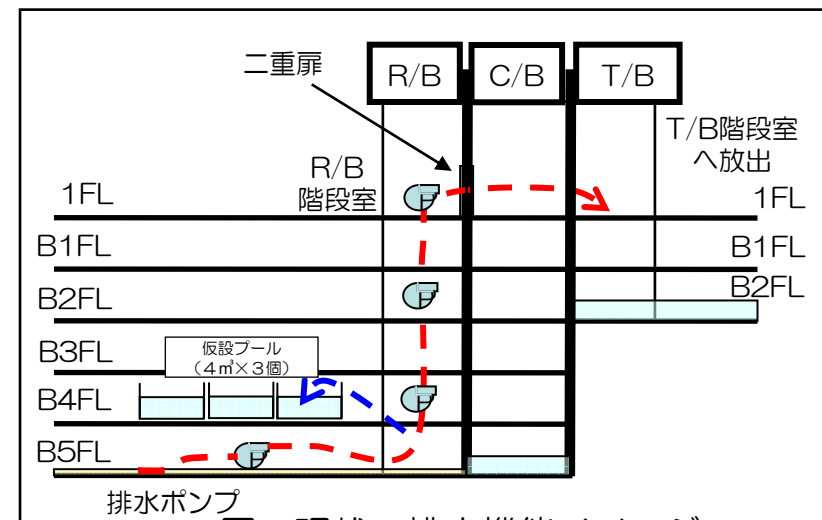 二重扉
R/B
C/B
T/B
T/B階段室
へ放出
R/B
階段室
1FL
1FL
B1FL
B1FL
B2FL
B2FL
B3FL
仮設プール
(4㎥×3個)
B4FL
B5FL
P
P
P
P
排水ポンプ